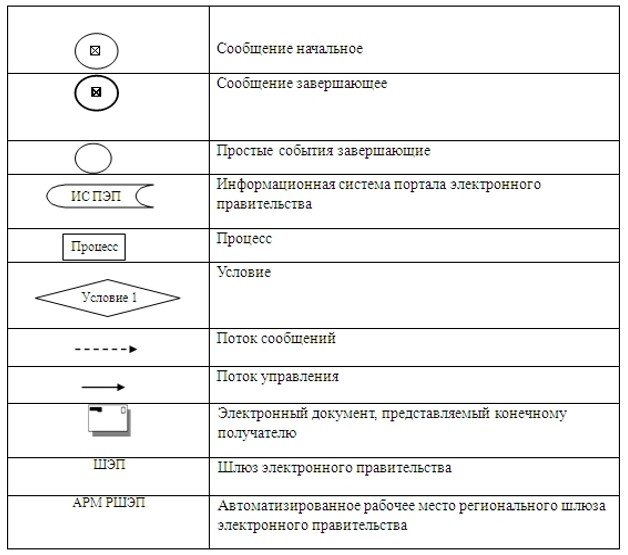 Сообщение начальное
Сообщение завершающее
Простые события завершающие
ИС ПЭП
Информационная система портала электронного
правительства
Процесс
Процесс
Условие 1
Условие
Поток сообщений
Поток управления
Электронный документ, представляемый конечному
получателю
ШЭП
Шлюз электронного правительства
АРМ РШЭП
Автоматизированное рабочее место регионального шлюза
электронного правительства